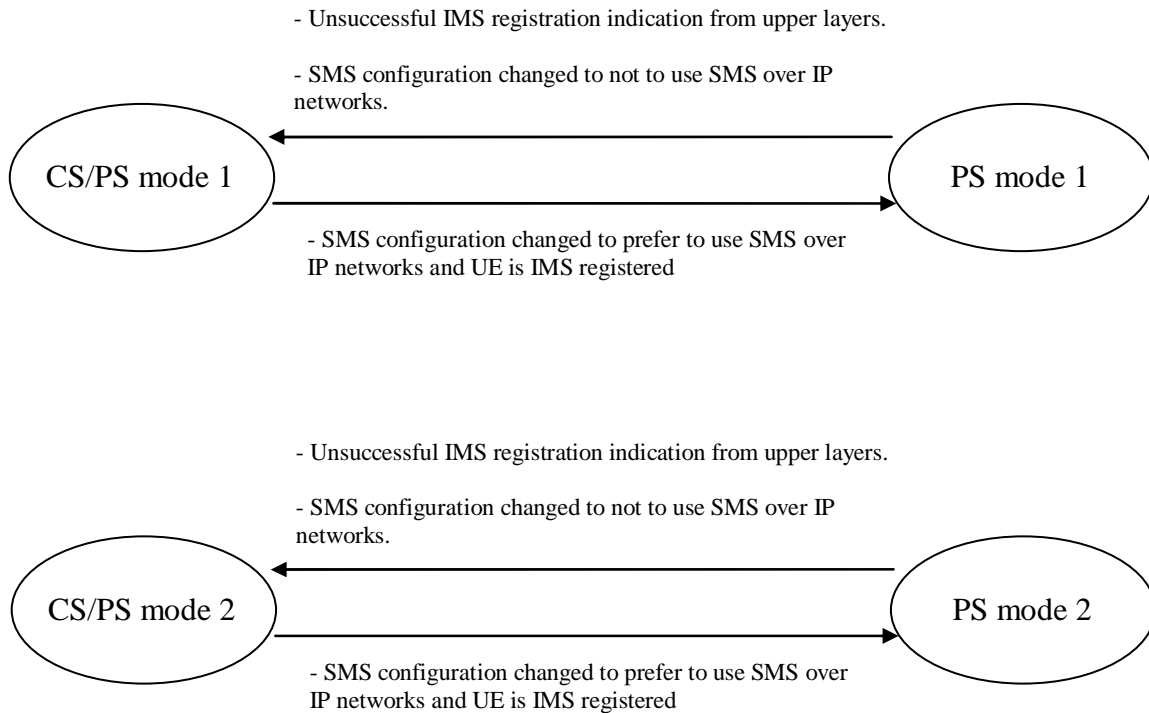 - Unsuccessful IMS registration indication from upper layers.
- SMS configuration changed to not to use SMS over IP
networks.
CS/PS mode 1
PS mode 1
- SMS configuration changed to prefer to use SMS over
IP networks and UE is IMS registered
- Unsuccessful IMS registration indication from upper layers.
- SMS configuration changed to not to use SMS over IP
networks.
CS/PS mode 2
PS mode 2
- SMS configuration changed to prefer to use SMS over
IP networks and UE is IMS registered